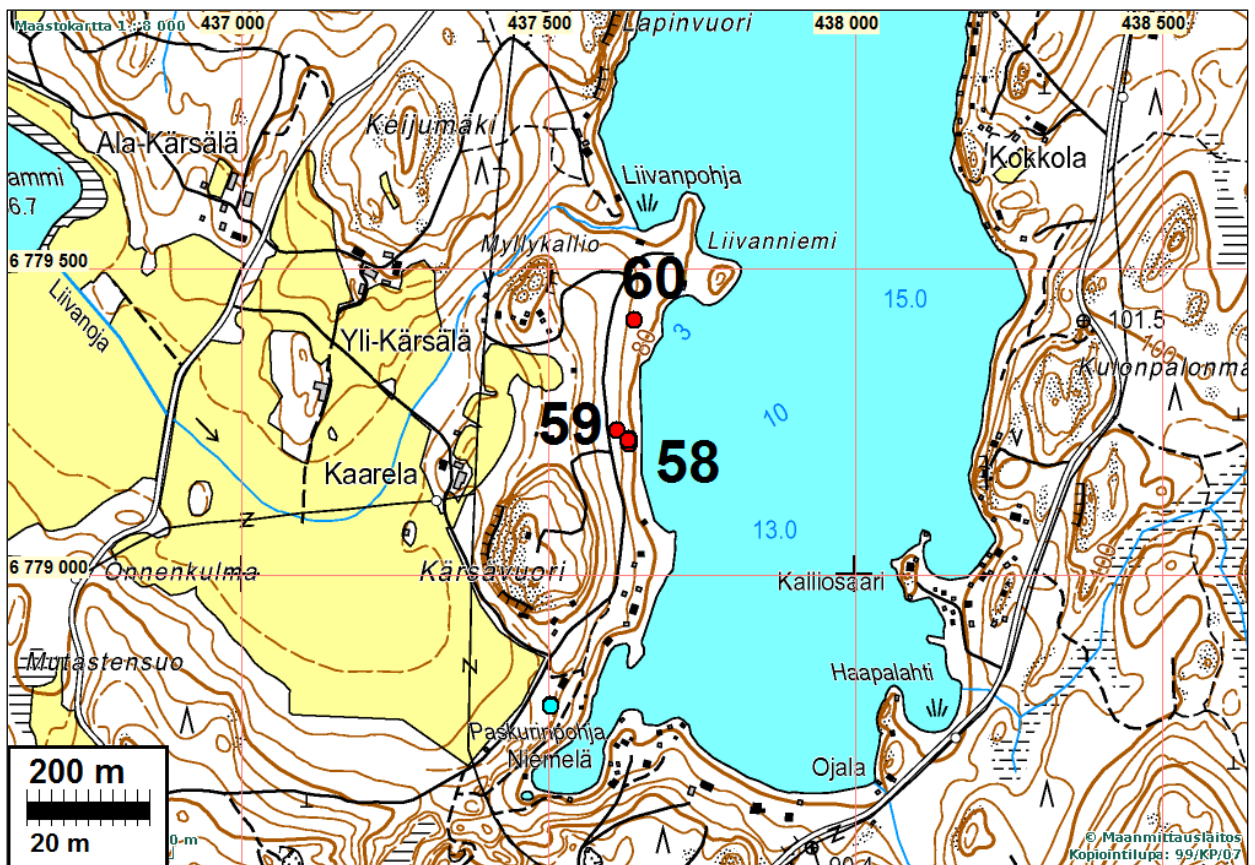 Maastokartta 1: 8 000
437 000
437 500
438 000
438 500
Lapinvuori
Keijumäki
Ala-Kärsälä
Kokkola
ammi
6.7
Liivanpohja
Myllykallio
Liivanniemi
6 779 500
60
15.0
Liivanoja
80
3
101.5
100
Yli-Kärsälä
Kulonpalonma
59
10
58
Kaarela
13.0
Z
6 779 000
Onnenkulma
Kärsävuori
Kalliosaari
100
Mutastensuo
Z
Haapalahti
Paskurinpohja
Niemelä
Ojala
200 m
20 m
0 m
Z
© Maanmittauslaitos
Kopiointilupa: 99/KP/07